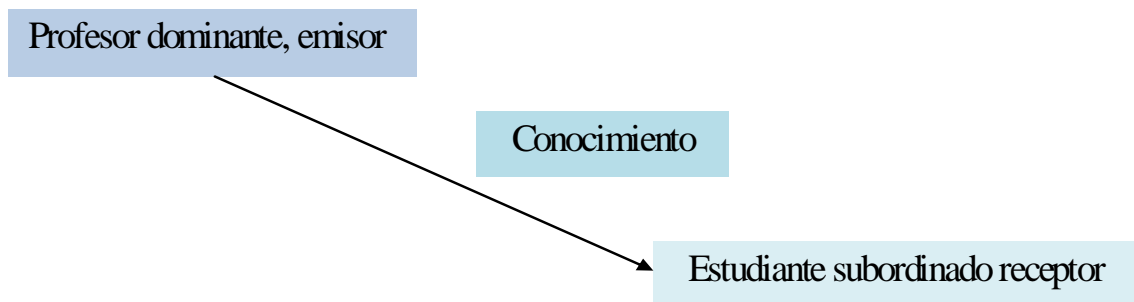 Profesor dominante, emisor
Conocimiento
Estudiante subordinado receptor